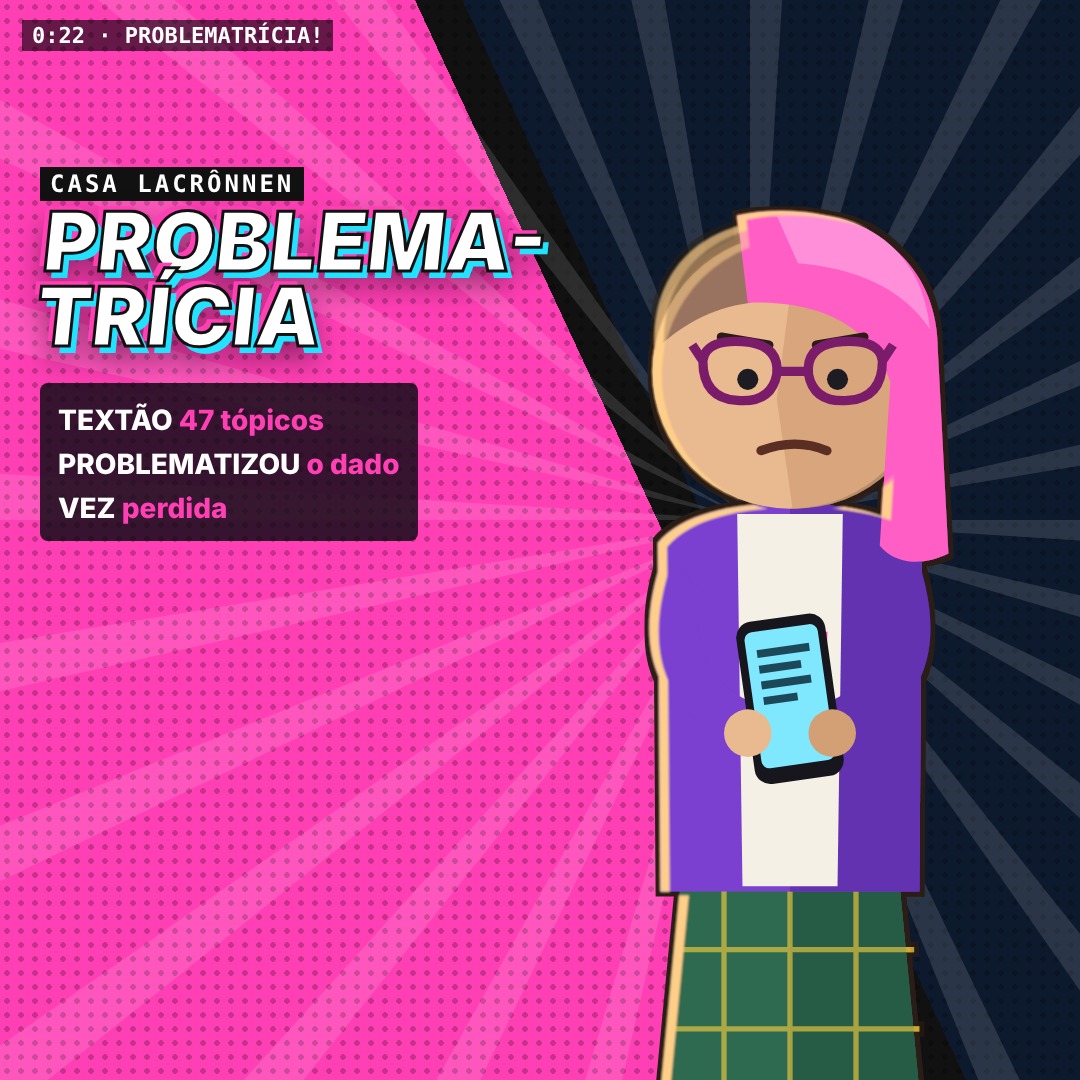 0:22 · PROBLEMATRÍCIA!
CASA LACRÔNNEN
PROBLEMA-
TRÍCIA
TEXTÃO 47 tópicos
PROBLEMATIZOU o dado
VEZ perdida